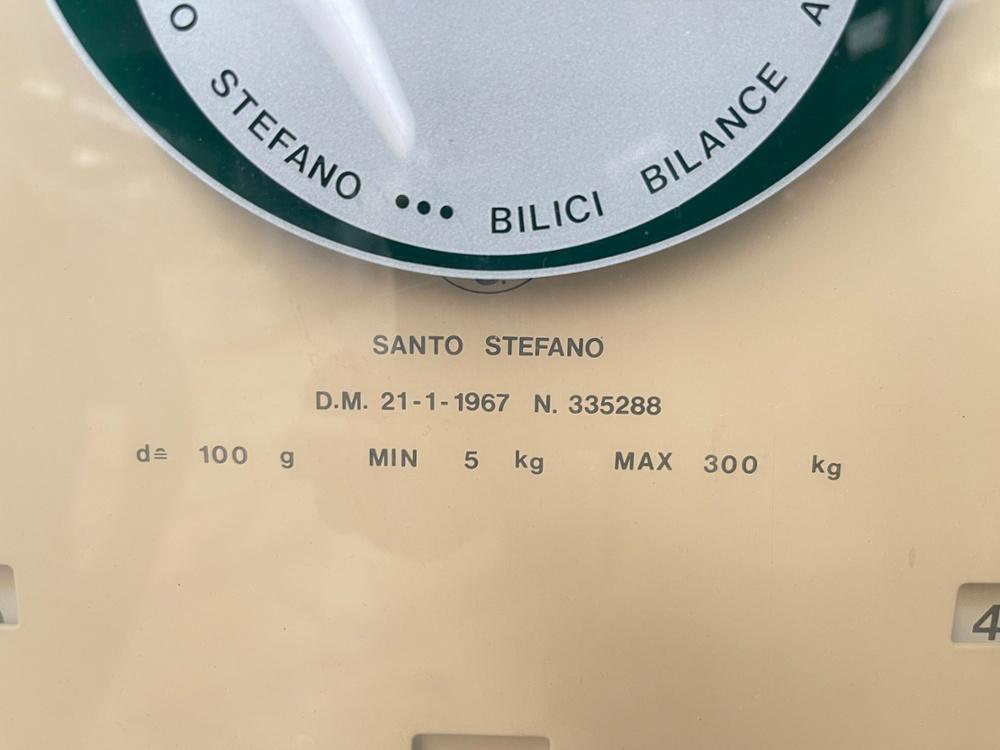 O STEFANO ••• BILICI BILANCE A
SANTO STEFANO
D.M. 21-1-1967 N. 335288
d≘ 100 g MIN 5 kg MAX 300 kg
4